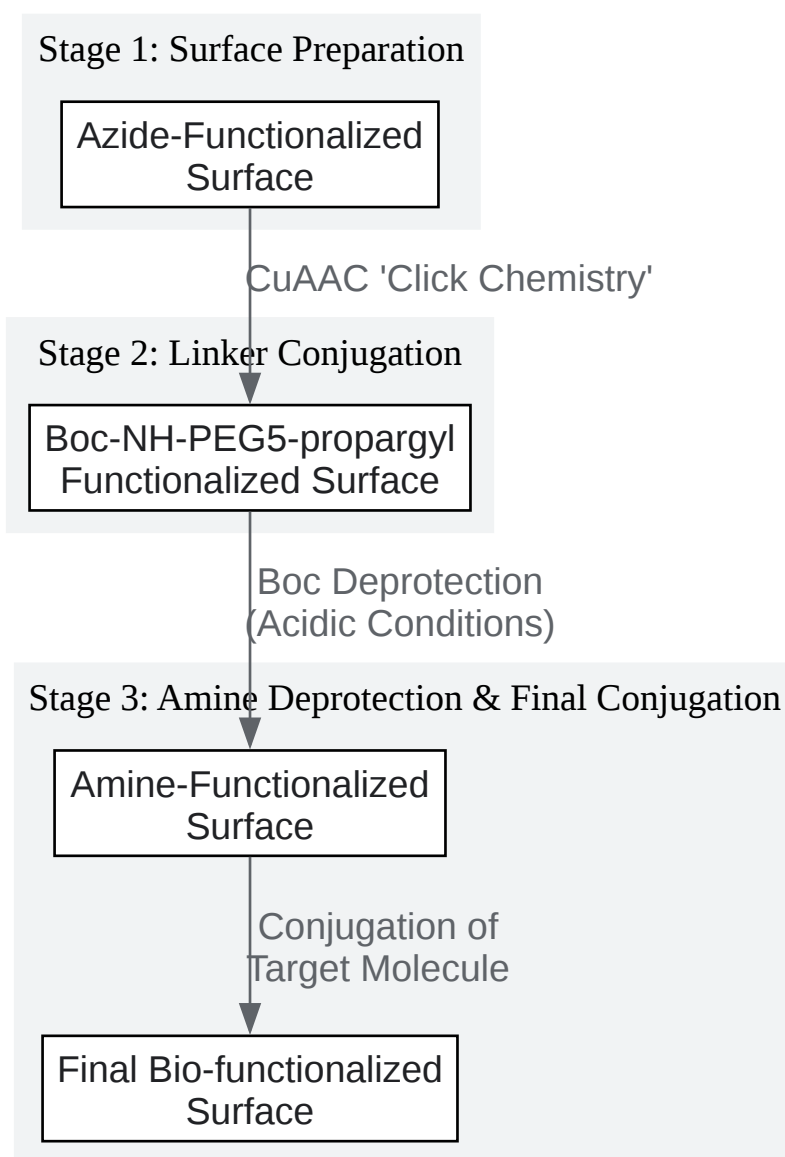 Stage 1: Surface Preparation
Azide-Functionalized
Surface
CuAAC 'Click Chemistry'
Stage 2: Linker Conjugation
Boc-NH-PEG5-propargyl
Functionalized Surface
Boc Deprotection
(Acidic Conditions)
Stage 3: Amine Deprotection & Final Conjugation
Amine-Functionalized
Surface
Conjugation of
Target Molecule
Final Bio-functionalized
Surface